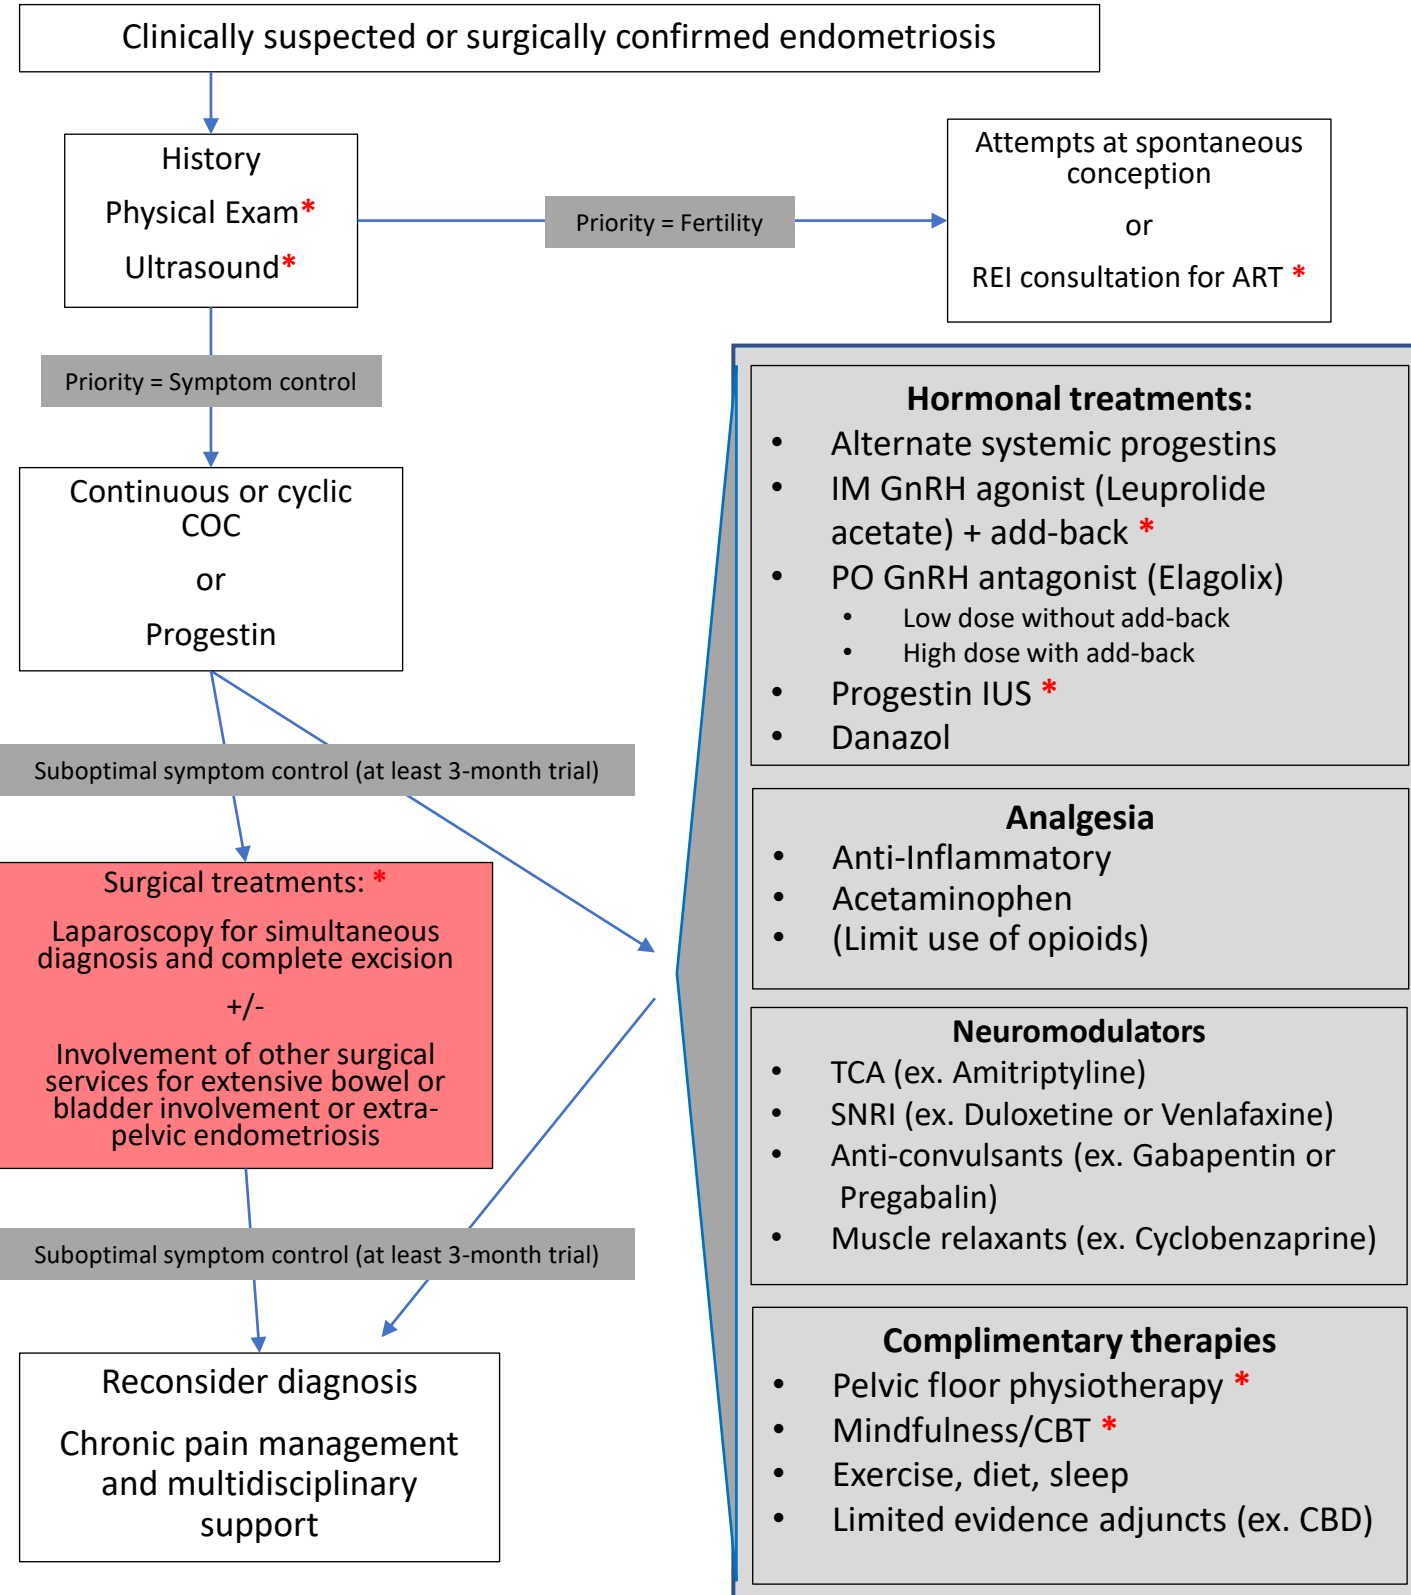 Clinically suspected or surgically confirmed endometriosis
History
Physical Exam*
Ultrasound*
Priority = Fertility
Attempts at spontaneous
conception
or
REI consultation for ART *
Priority = Symptom control
Continuous or cyclic
COC
or
Progestin
Suboptimal symptom control (at least 3-month trial)
Surgical treatments: *
Laparoscopy for simultaneous
diagnosis and complete excision
+/-
Involvement of other surgical
services for extensive bowel or
bladder involvement or extra-
pelvic endometriosis
Suboptimal symptom control (at least 3-month trial)
Reconsider diagnosis
Chronic pain management
and multidisciplinary
support
Hormonal treatments:
• Alternate systemic progestins
• IM GnRH agonist (Leuprolide
acetate) + add-back *
• PO GnRH antagonist (Elagolix)
• Low dose without add-back
• High dose with add-back
• Progestin IUS *
• Danazol
Analgesia
• Anti-Inflammatory
• Acetaminophen
• (Limit use of opioids)
Neuromodulators
• TCA (ex. Amitriptyline)
• SNRI (ex. Duloxetine or Venlafaxine)
• Anti-convulsants (ex. Gabapentin or
Pregabalin)
• Muscle relaxants (ex. Cyclobenzaprine)
Complimentary therapies
• Pelvic floor physiotherapy *
• Mindfulness/CBT *
• Exercise, diet, sleep
• Limited evidence adjuncts (ex. CBD)